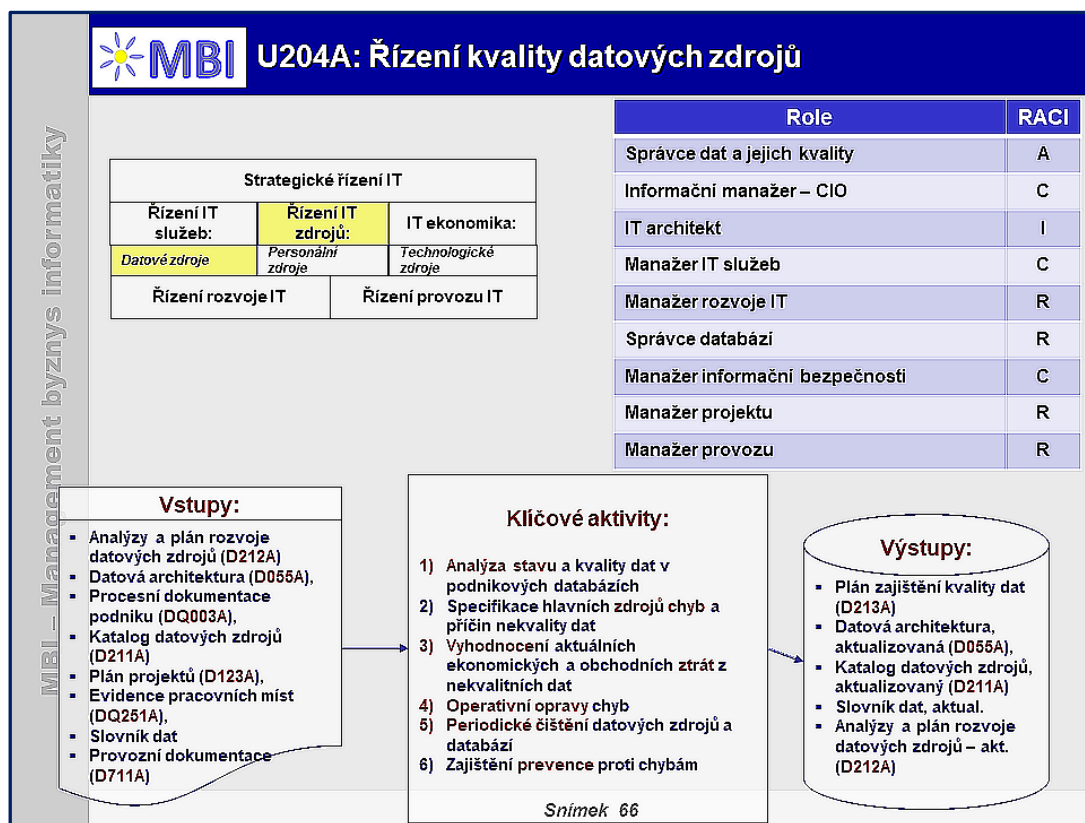 MBI
U204A: Řízení kvality datových zdrojů
MBI – Management byznys informatiky
Strategické řízení IT
Řízení IT
služeb:
Řízení IT
zdrojů:
IT ekonomika:
Datové zdroje
Personální
zdroje
Technologické
zdroje
Řízení rozvoje IT
Řízení provozu IT
Role RACI
Správce dat a jejich kvality A
Informační manažer – CIO C
IT architekt I
Manažer IT služeb C
Manažer rozvoje IT R
Správce databází R
Manažer informační bezpečnosti C
Manažer projektu R
Manažer provozu R
Vstupy:
▪ Analýzy a plán rozvoje
datových zdrojů (D212A)
▪ Datová architektura (D055A),
▪ Procesní dokumentace
podniku (DQ003A),
▪ Katalog datových zdrojů
(D211A)
▪ Plán projektů (D123A),
▪ Evidence pracovních míst
(DQ251A),
▪ Slovník dat
▪ Provozní dokumentace
(D711A)
Klíčové aktivity:
1) Analýza stavu a kvality dat v
podnikových databázích
2) Specifikace hlavních zdrojů chyb a
příčin nekvality dat
3) Vyhodnocení aktuálních
ekonomických a obchodních ztrát z
nekvalitních dat
4) Operativní opravy chyb
5) Periodické čištění datových zdrojů a
databází
6) Zajištění prevence proti chybám
Snímek 66
Výstupy:
▪ Plán zajištění kvality dat
(D213A)
▪ Datová architektura,
aktualizovaná (D055A),
▪ Katalog datových zdrojů,
aktualizovaný (D211A)
▪ Slovník dat, aktual.
▪ Analýzy a plán rozvoje
datových zdrojů – akt.
(D212A)